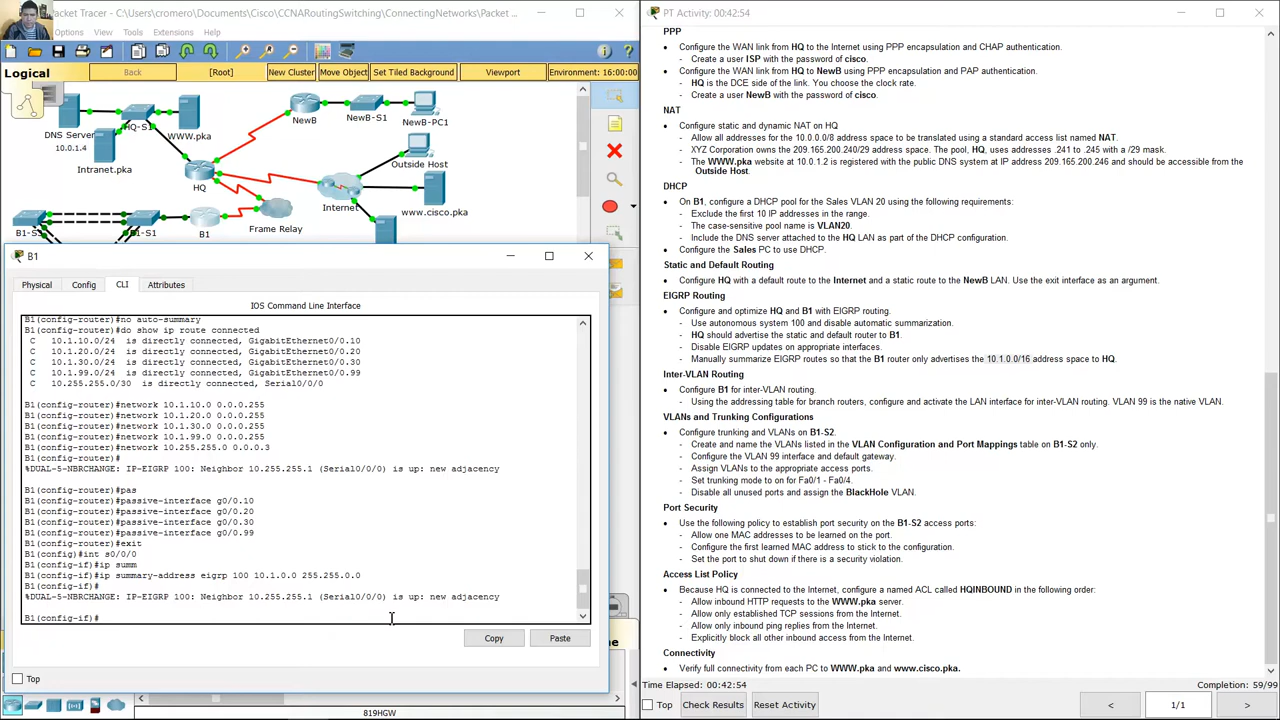 Packet Tracer - C:\Users\cromero\Documents\Cisco\CCNARoutingSwitching\ConnectingNetworks\Packet ...
Options View Tools Extensions Help
Logical
Back
[Root]
New Cluster
Move Object
Set Tiled Background
Viewport
Environment: 16:00:00
DNS Server
10.0.1.4
HQ-S1
WWW.pka
Intranet.pka
HQ
NewB
NewB-S1
NewB-PC1
Outside Host
Internet
www.cisco.pka
Frame Relay
B1
B1-S1
B1
Physical
Config
CLI
Attributes
IOS Command Line Interface
B1(config-router)#no auto-summary
B1(config-router)#do show ip route connected
C 10.1.10.0/24 is directly connected, GigabitEthernet0/0.10
C 10.1.20.0/24 is directly connected, GigabitEthernet0/0.20
C 10.1.30.0/24 is directly connected, GigabitEthernet0/0.30
C 10.1.99.0/24 is directly connected, GigabitEthernet0/0.99
C 10.255.255.0/30 is directly connected, Serial0/0/0
B1(config-router)#network 10.1.10.0 0.0.0.255
B1(config-router)#network 10.1.20.0 0.0.0.255
B1(config-router)#network 10.1.30.0 0.0.0.255
B1(config-router)#network 10.1.99.0 0.0.0.255
B1(config-router)#network 10.255.255.0 0.0.0.3
B1(config-router)#
%DUAL-5-NBRCHANGE: IP-EIGRP 100: Neighbor 10.255.255.1 (Serial0/0/0) is up: new adjacency
B1(config-router)#pas
B1(config-router)#passive-interface g0/0.10
B1(config-router)#passive-interface g0/0.20
B1(config-router)#passive-interface g0/0.30
B1(config-router)#passive-interface g0/0.99
B1(config-router)#exit
B1(config)#int s0/0/0
B1(config-if)#ip summ
B1(config-if)#ip summary-address eigrp 100 10.1.0.0 255.255.0.0
B1(config-if)#
%DUAL-5-NBRCHANGE: IP-EIGRP 100: Neighbor 10.255.255.1 (Serial0/0/0) is up: new adjacency
B1(config-if)#
Copy
Paste
Top
819HGW
PT Activity: 00:42:54
PPP
Configure the WAN link from HQ to the Internet using PPP encapsulation and CHAP authentication.
- Create a user ISP with the password of cisco.
Configure the WAN link from HQ to NewB using PPP encapsulation and PAP authentication.
- HQ is the DCE side of the link. You choose the clock rate.
- Create a user NewB with the password of cisco.
NAT
Configure static and dynamic NAT on HQ
- Allow all addresses for the 10.0.0.0/8 address space to be translated using a standard access list named NAT.
- XYZ Corporation owns the 209.165.200.240/29 address space. The pool, HQ, uses addresses .241 to .245 with a /29 mask.
- The WWW.pka website at 10.0.1.2 is registered with the public DNS system at IP address 209.165.200.246 and should be accessible from the
Outside Host.
DHCP
On B1, configure a DHCP pool for the Sales VLAN 20 using the following requirements:
- Exclude the first 10 IP addresses in the range.
- The case-sensitive pool name is VLAN20.
- Include the DNS server attached to the HQ LAN as part of the DHCP configuration.
Configure the Sales PC to use DHCP.
Static and Default Routing
Configure HQ with a default route to the Internet and a static route to the NewB LAN. Use the exit interface as an argument.
EIGRP Routing
Configure and optimize HQ and B1 with EIGRP routing.
- Use autonomous system 100 and disable automatic summarization.
- HQ should advertise the static and default router to B1.
- Disable EIGRP updates on appropriate interfaces.
- Manually summarize EIGRP routes so that the B1 router only advertises the 10.1.0.0/16 address space to HQ.
Inter-VLAN Routing
Configure B1 for inter-VLAN routing.
- Using the addressing table for branch routers, configure and activate the LAN interface for inter-VLAN routing. VLAN 99 is the native VLAN.
VLANs and Trunking Configurations
Configure trunking and VLANs on B1-S2.
- Create and name the VLANs listed in the VLAN Configuration and Port Mappings table on B1-S2 only.
- Configure the VLAN 99 interface and default gateway.
- Assign VLANs to the appropriate access ports.
- Set trunking mode to on for Fa0/1 - Fa0/4.
- Disable all unused ports and assign the BlackHole VLAN.
Port Security
Use the following policy to establish port security on the B1-S2 access ports:
- Allow one MAC addresses to be learned on the port.
- Configure the first learned MAC address to stick to the configuration.
- Set the port to shut down if there is a security violation.
Access List Policy
Because HQ is connected to the Internet, configure a named ACL called HQINBOUND in the following order:
- Allow inbound HTTP requests to the WWW.pka server.
- Allow only established TCP sessions from the Internet.
- Allow only inbound ping replies from the Internet.
- Explicitly block all other inbound access from the Internet.
Connectivity
Verify full connectivity from each PC to WWW.pka and www.cisco.pka.
Time Elapsed: 00:42:54
Completion: 59/99
Top
Check Results
Reset Activity
<
1/1
>